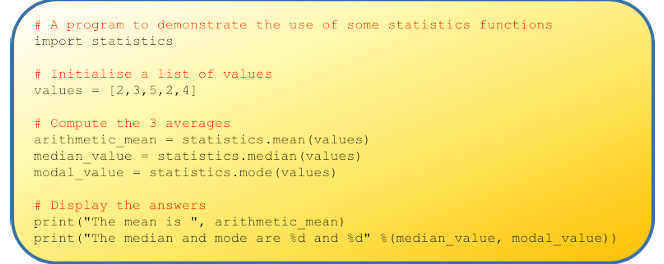 # A program to demonstrate the use of some statistics functions
import statistics
# Initialise a list of values
values = [2,3,5,2,4]
# Compute the 3 averages
arithmetic_mean = statistics.mean(values)
median_value = statistics.median(values)
modal_value = statistics.mode(values)
# Display the answers
print("The mean is ", arithmetic_mean)
print("The median and mode are %d and %d" %(median_value, modal_value))